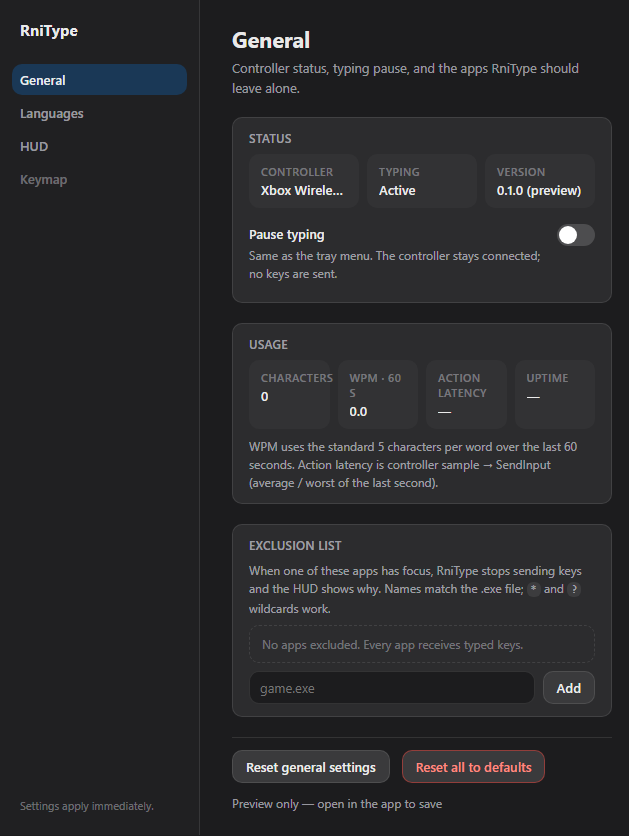 RniType
General
Languages
HUD
Keymap
Settings apply immediately.
General
Controller status, typing pause, and the apps RniType should
leave alone.
STATUS
CONTROLLER
Xbox Wirele...
TYPING
Active
VERSION
0.1.0 (preview)
Pause typing
Same as the tray menu. The controller stays connected;
no keys are sent.
USAGE
CHARACTERS
0
WPM · 60
S
0.0
ACTION
LATENCY
—
UPTIME
—
WPM uses the standard 5 characters per word over the last 60
seconds. Action latency is controller sample → SendInput
(average / worst of the last second).
EXCLUSION LIST
When one of these apps has focus, RniType stops sending keys
and the HUD shows why. Names match the .exe file; * and ?
wildcards work.
No apps excluded. Every app receives typed keys.
game.exe
Add
Reset general settings
Reset all to defaults
Preview only — open in the app to save